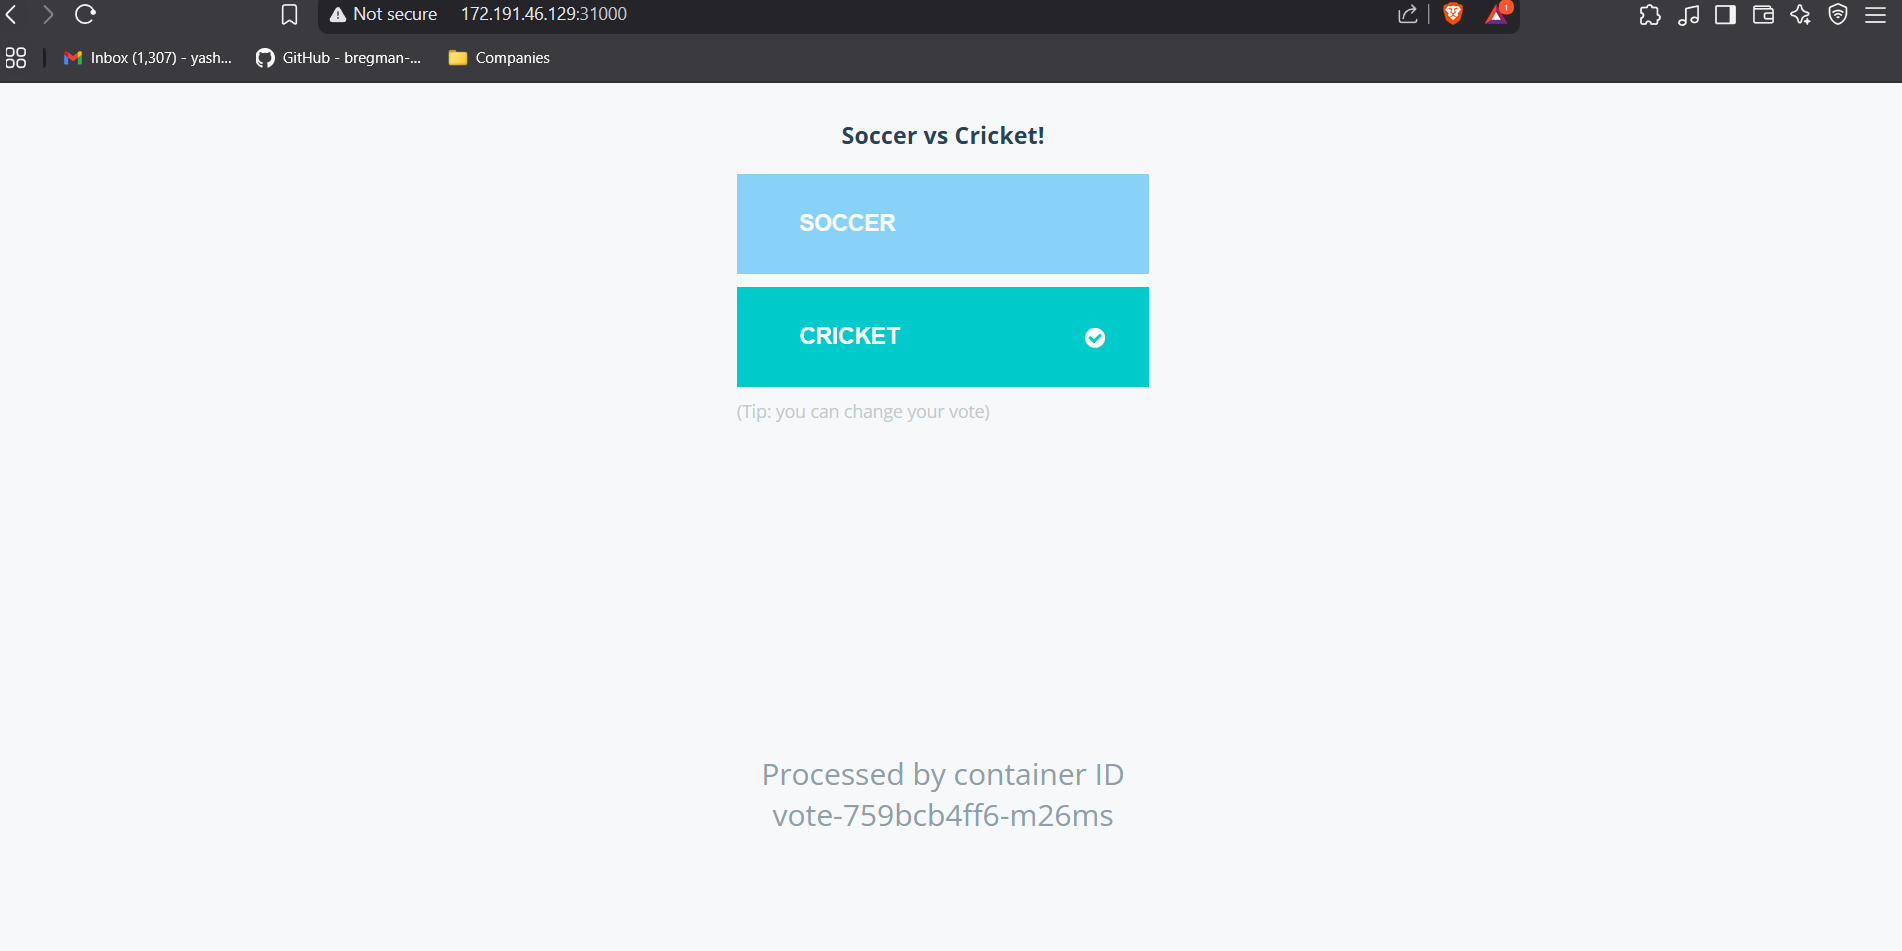 Not secure 172.191.46.129:31000
1
Inbox (1,307) - yash... GitHub - bregman-... Companies
Soccer vs Cricket!
SOCCER
CRICKET
(Tip: you can change your vote)
Processed by container ID
vote-759bcb4ff6-m26ms